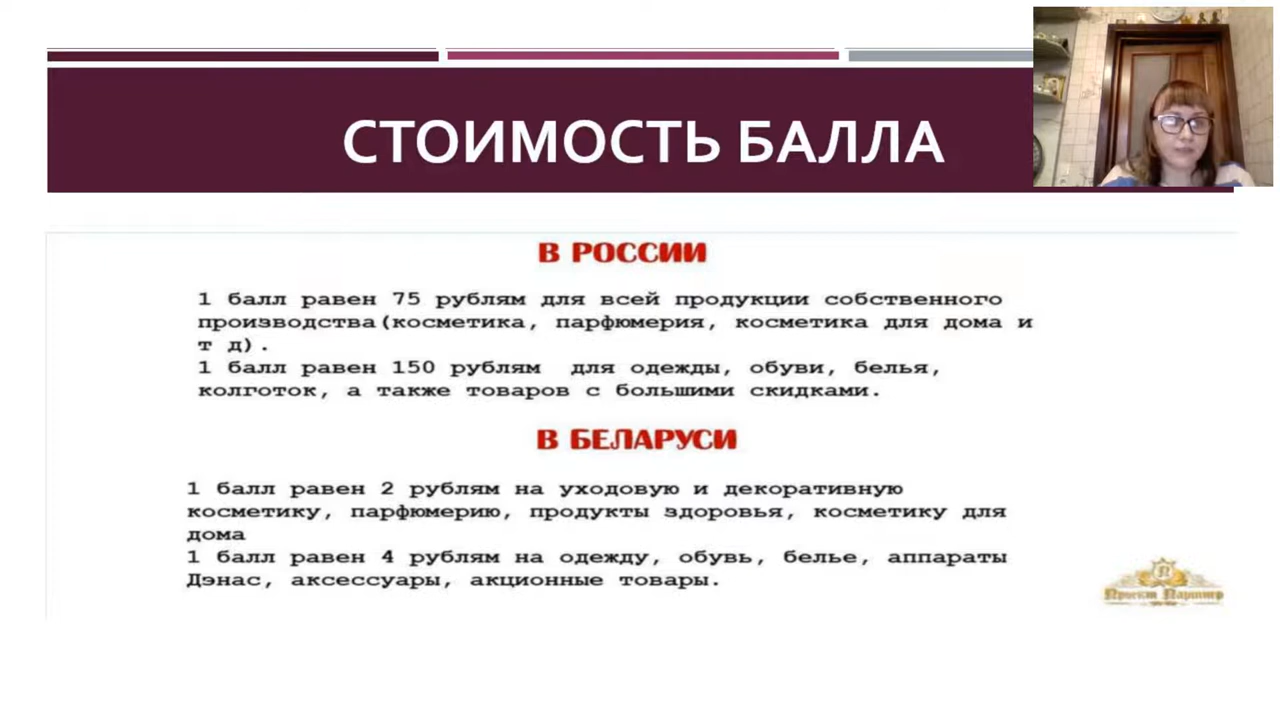 СТОИМОСТЬ БАЛЛА
В РОССИИ
1 балл равен 75 рублям для всей продукции собственного
производства(косметика, парфюмерия, косметика для дома и
т д).
1 балл равен 150 рублям для одежды, обуви, белья,
колготок, а также товаров с большими скидками.
В БЕЛАРУСИ
1 балл равен 2 рублям на уходовую и декоративную
косметику, парфюмерию, продукты здоровья, косметику для
дома
1 балл равен 4 рублям на одежду, обувь, белье, аппараты
Дэнас, аксессуары, акционные товары.
Проект Партнер